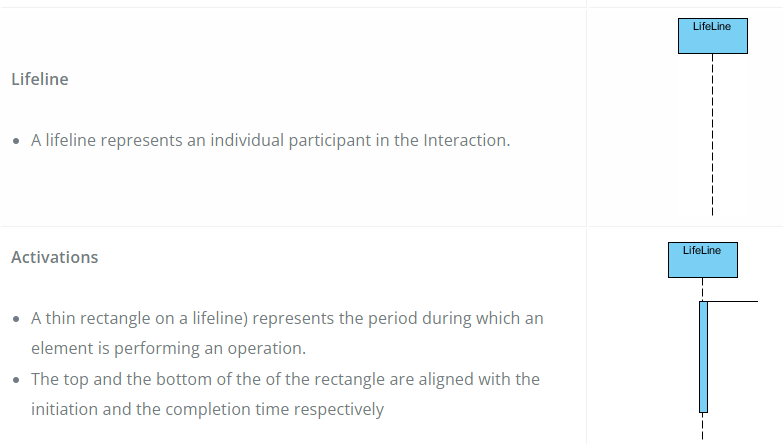 LifeLine
Lifeline
A lifeline represents an individual participant in the Interaction.
LifeLine
Activations
A thin rectangle on a lifeline) represents the period during which an
element is performing an operation.
The top and the bottom of the of the rectangle are aligned with the
initiation and the completion time respectively